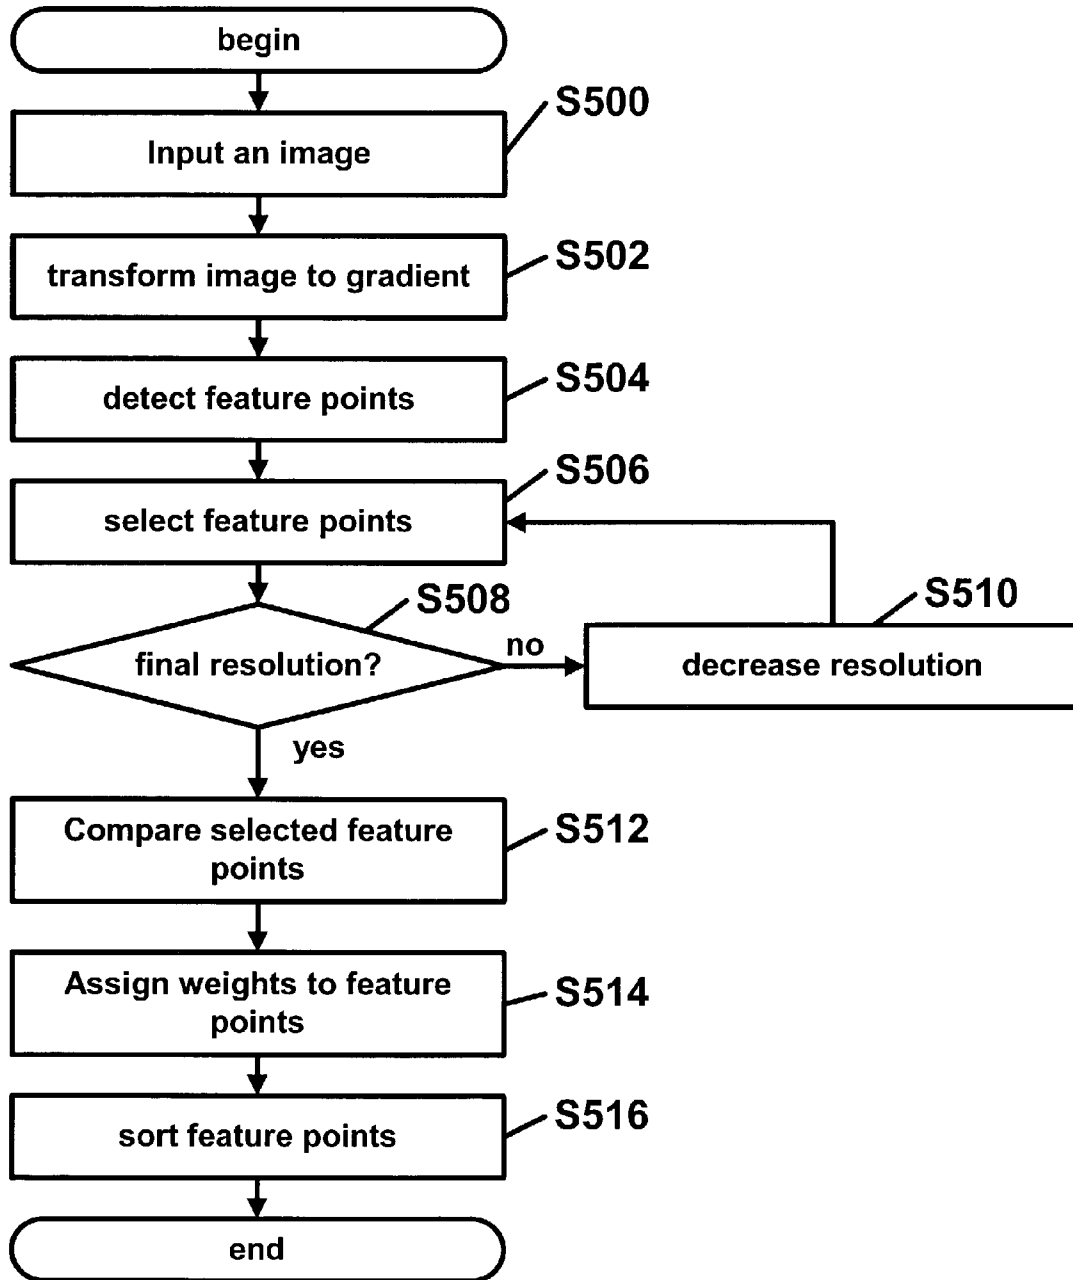 begin
S500
Input an image
S502
transform image to gradient
S504
detect feature points
S506
select feature points
S508
final resolution?
no
S510
decrease resolution
yes
Compare selected feature
points
S512
Assign weights to feature
points
S514
sort feature points
S516
end